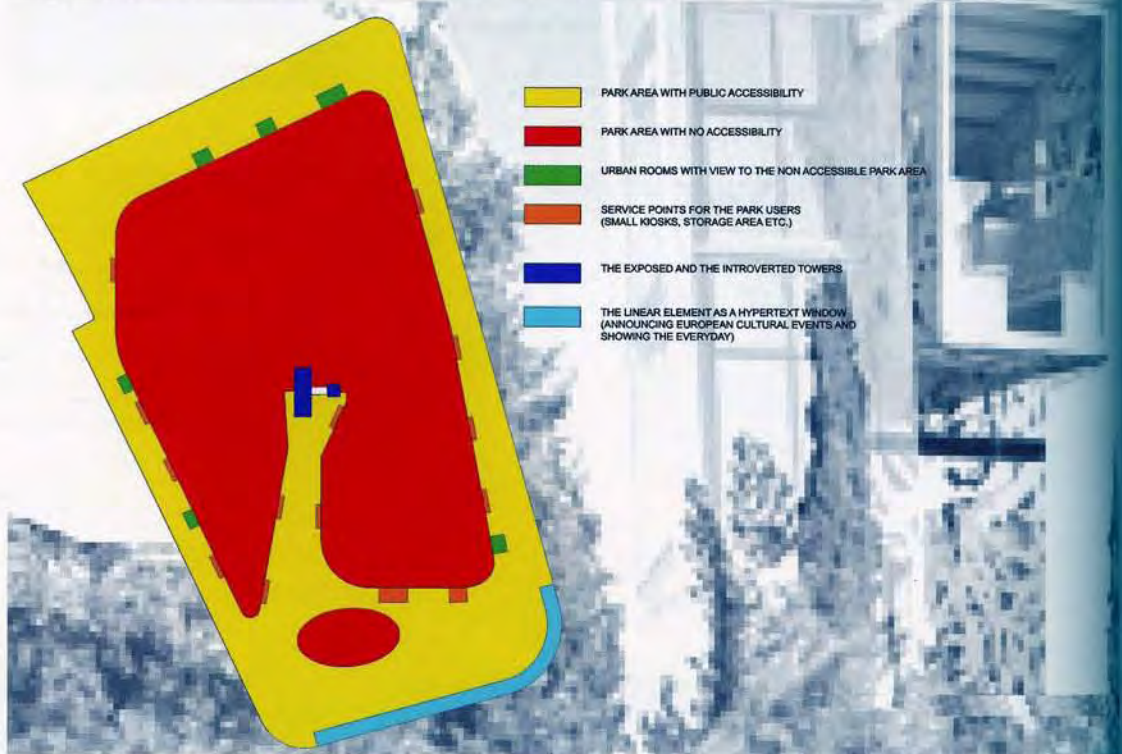 PARK AREA WITH PUBLIC ACCESSIBILITY
PARK AREA WITH NO ACCESSIBILITY
URBAN ROOMS WITH VIEW TO THE NON ACCESSIBLE PARK AREA
SERVICE POINTS FOR THE PARK USERS
(SMALL KIOSKS, STORAGE AREA ETC.)
THE EXPOSED AND THE INTROVERTED TOWERS
THE LINEAR ELEMENT AS A HYPERTEXT WINDOW
(ANNOUNCING EUROPEAN CULTURAL EVENTS AND
SHOWING THE EVERYDAY)